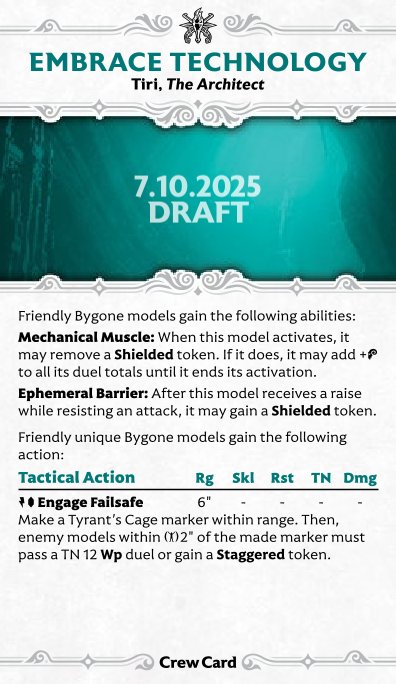 EMBRACE TECHNOLOGY
Tiri, The Architect
7.10.2025
DRAFT
Friendly Bygone models gain the following abilities:
Mechanical Muscle: When this model activates, it
may remove a Shielded token. If it does, it may add +
to all its duel totals until it ends its activation.
Ephemeral Barrier: After this model receives a raise
while resisting an attack, it may gain a Shielded token.
Friendly unique Bygone models gain the following
action:
Tactical Action Rg Skl Rst TN Dmg
Engage Failsafe 6" - - - -
Make a Tyrant's Cage marker within range. Then,
enemy models within 2" of the made marker must
pass a TN 12 Wp duel or gain a Staggered token.
Crew Card